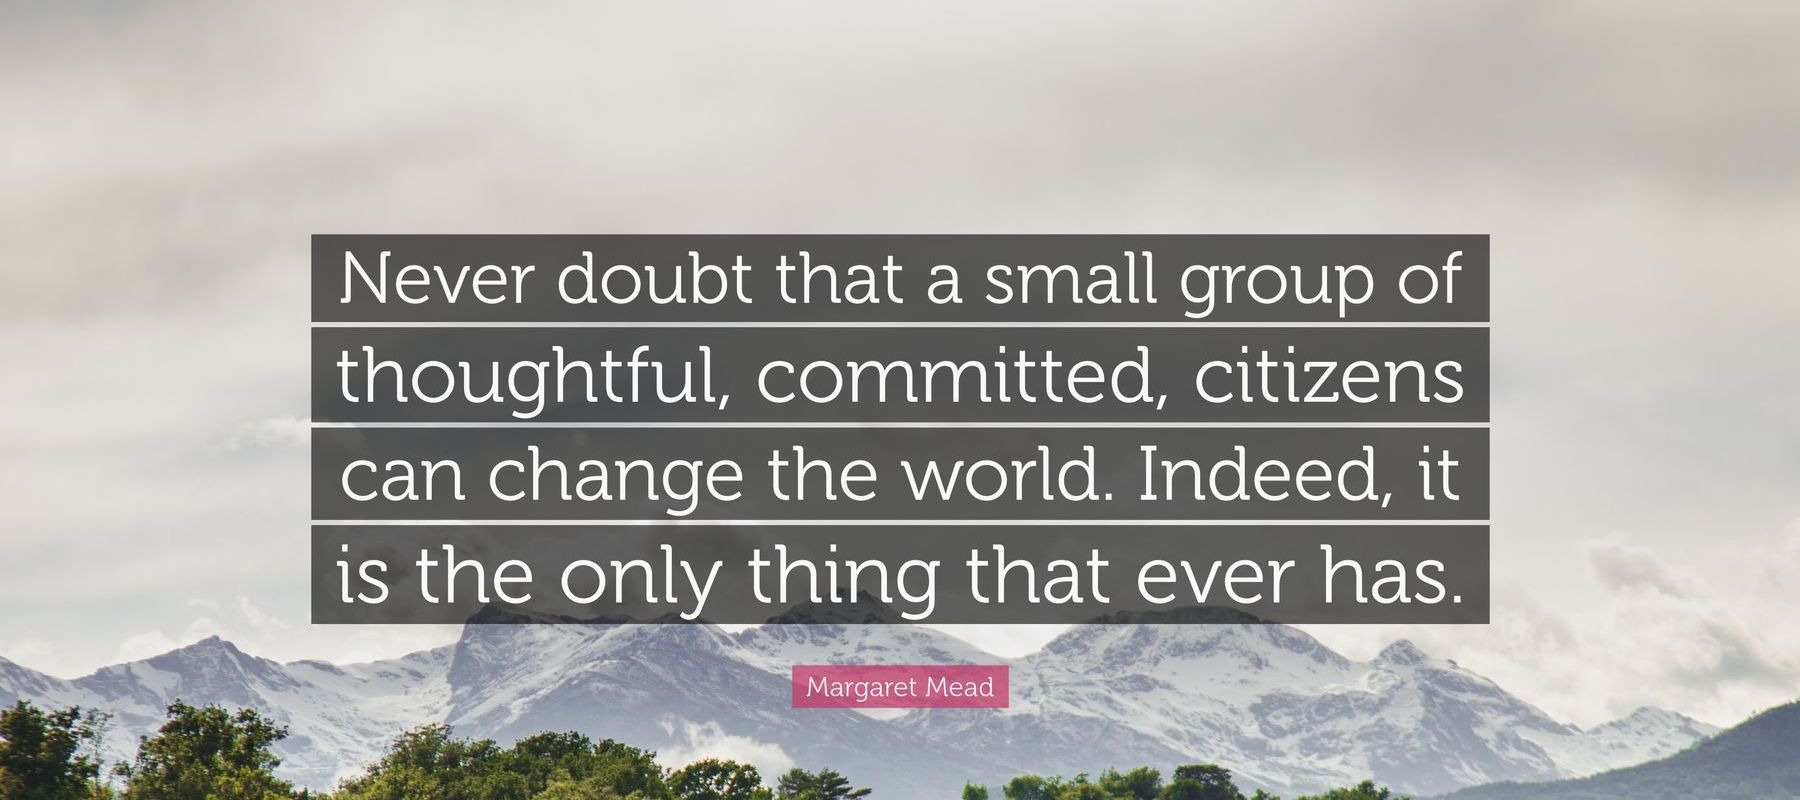 Never doubt that a small group of
thoughtful, committed, citizens
can change the world. Indeed, it
is the only thing that ever has.
Margaret Mead